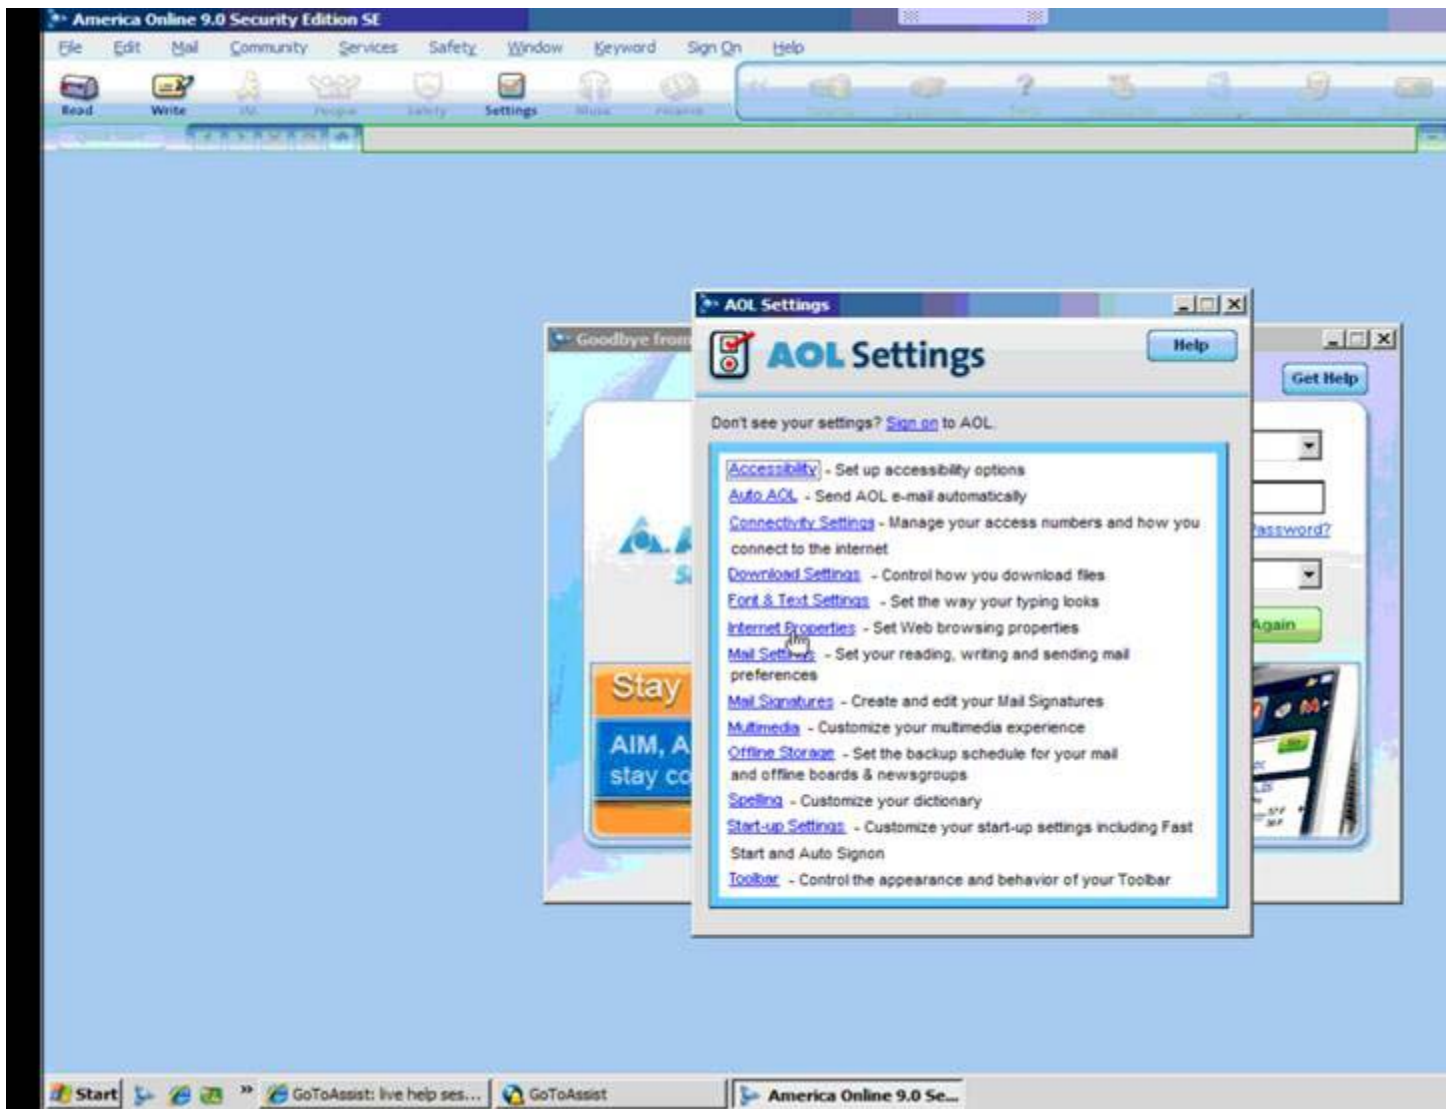 America Online 9.0 Security Edition SE
File Edit Mail Community Services Safety Window Keyword Sign On Help
Read Write IM People Safety Settings Music
AOL Settings
Goodbye from
AOL Settings
Help
Get Help
Don't see your settings? Sign on to AOL.
Accessibility - Set up accessibility options
Auto AOL - Send AOL e-mail automatically
Connectivity Settings - Manage your access numbers and how you
connect to the internet
Password?
Download Settings - Control how you download files
Font & Text Settings - Set the way your typing looks
Internet Properties - Set Web browsing properties
Again
Mail Settings - Set your reading, writing and sending mail
preferences
Stay
Mail Signatures - Create and edit your Mail Signatures
Multimedia - Customize your multimedia experience
AIM, A
Offline Storage - Set the backup schedule for your mail
and offline boards & newsgroups
stay co
Spelling - Customize your dictionary
Start-up Settings - Customize your start-up settings including Fast
Start and Auto Signon
Toolbar - Control the appearance and behavior of your Toolbar
Start » GoToAssist: live help ses... GoToAssist America Online 9.0 Se...